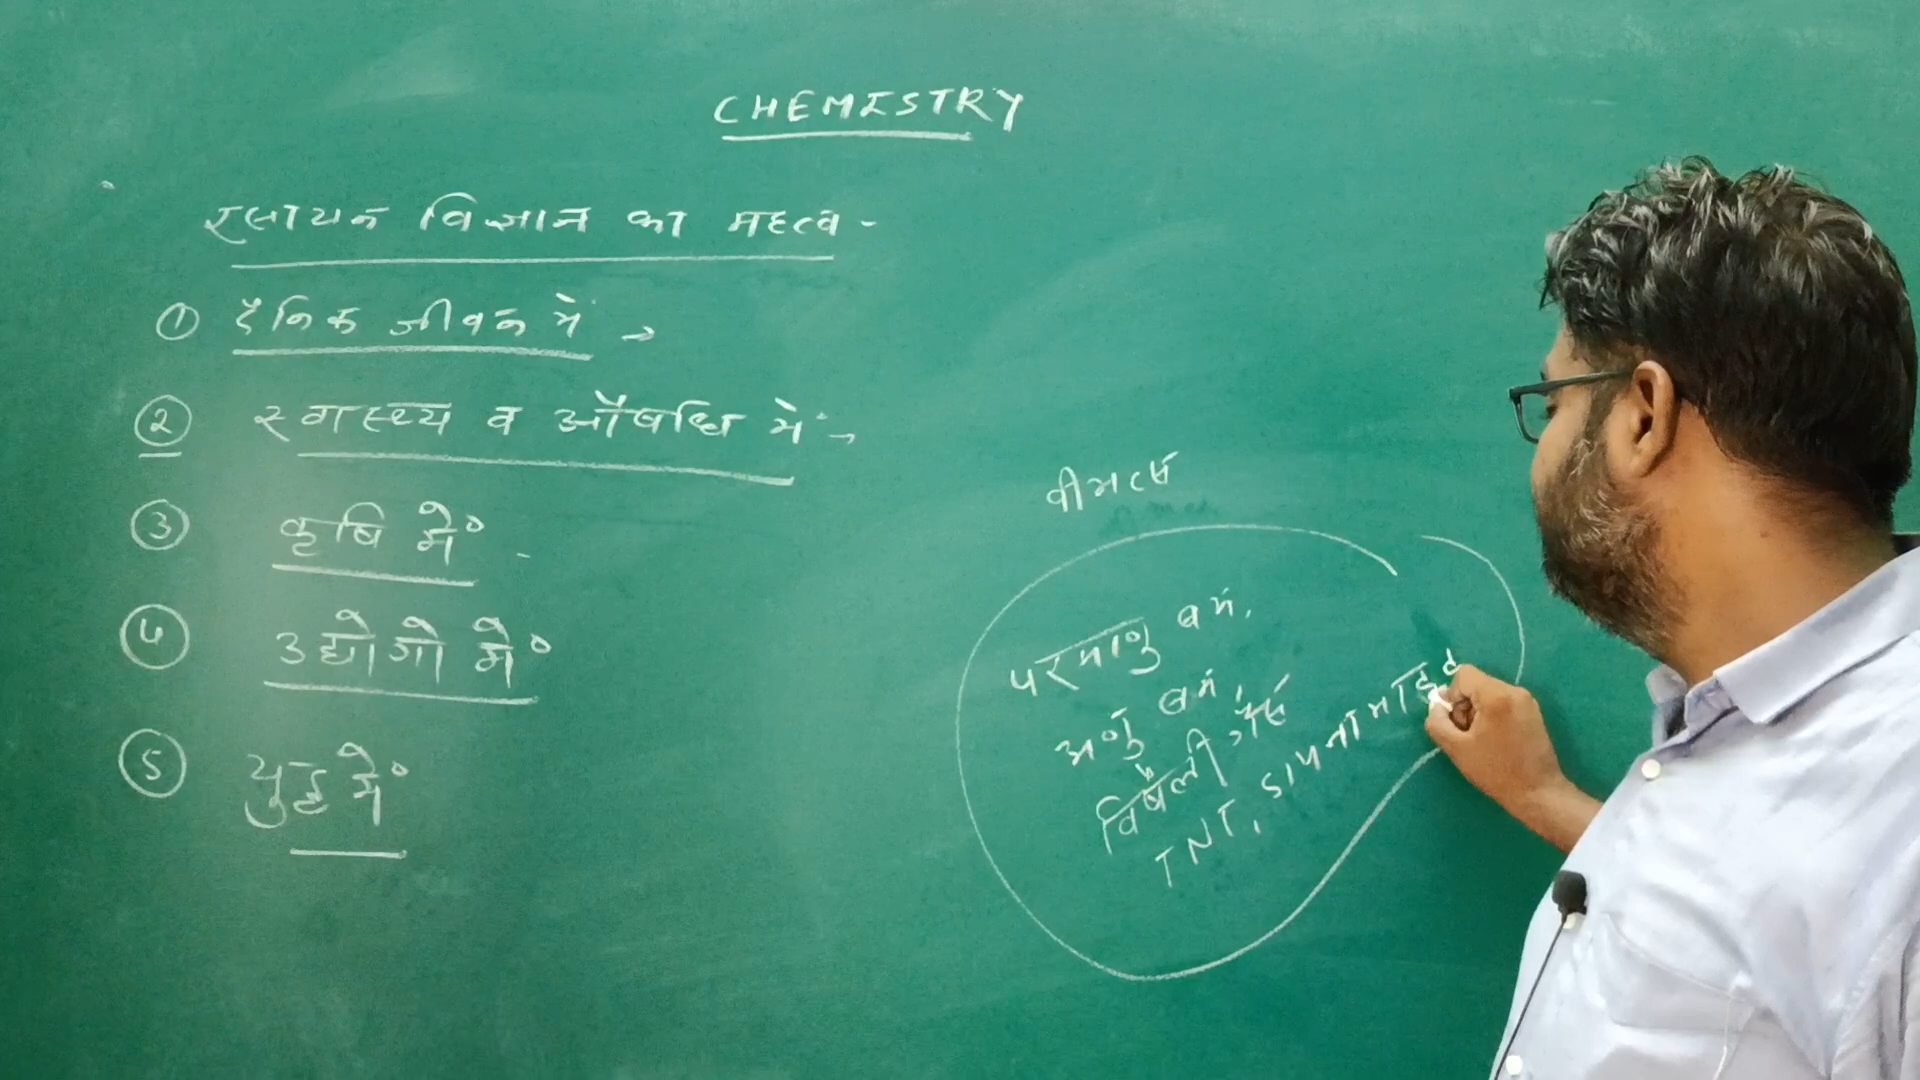 CHEMISTRY
रसायन विज्ञान का महत्व -
① दैनिक जीवन में →
② स्वास्थ्य व औषधि में →
③ कृषि में -
④ उद्योगो में
⑤ युद्ध में
वीभत्स
परमाणु बम,
अणु बम,
विषैली गैस
TNT, डायनामाइट